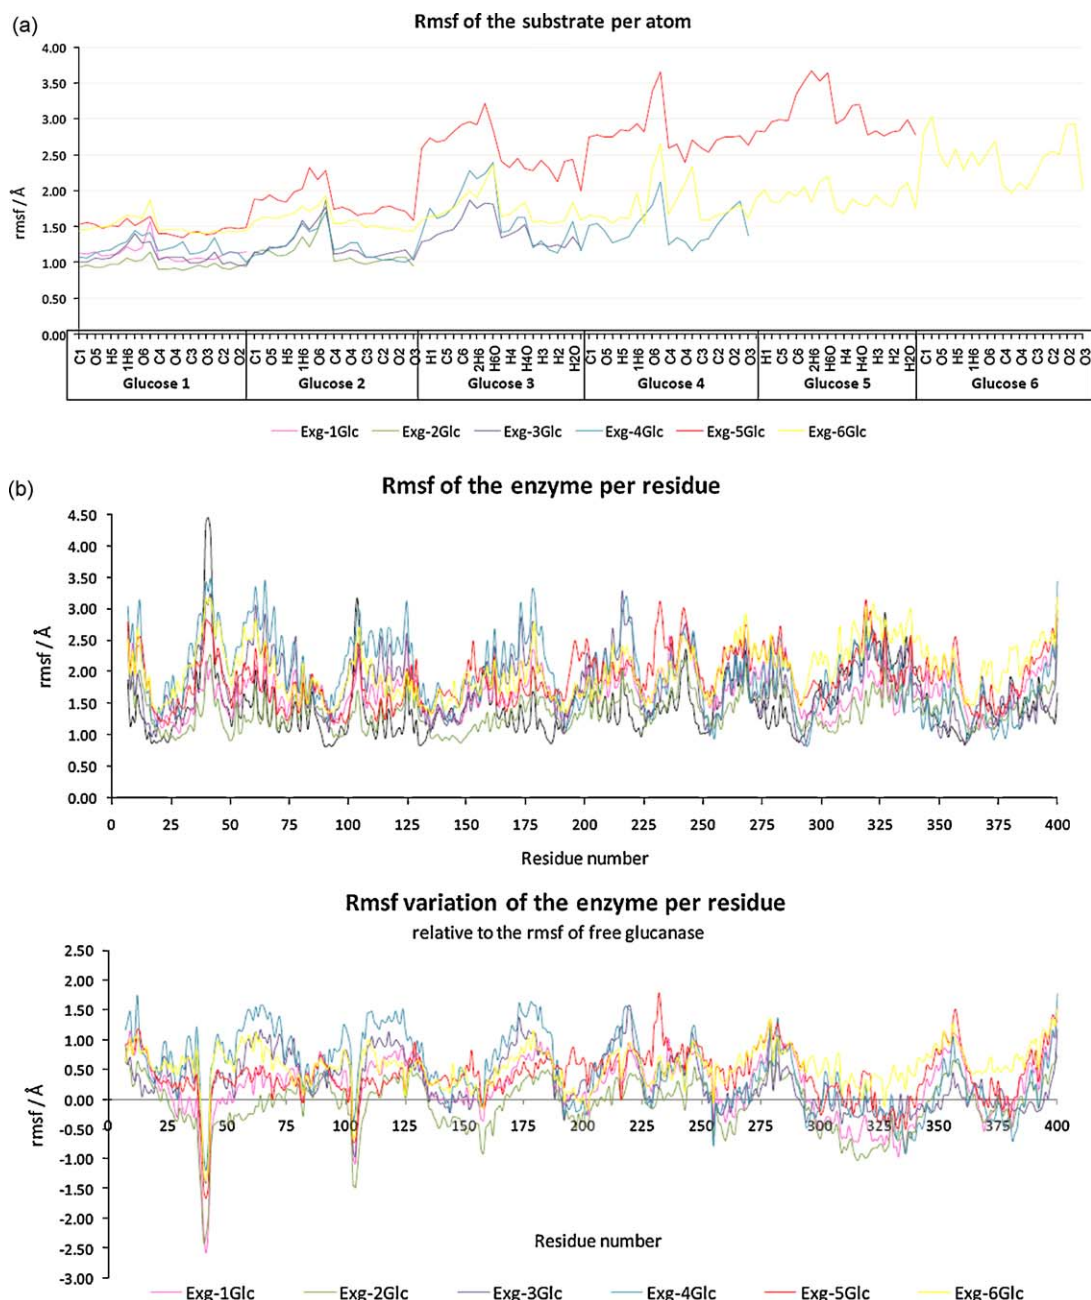 (a)
Rmsf of the substrate per atom
4.00
3.50
3.00
2.50
2.00
1.50
1.00
0.50
0.00
rmsf / Å
C1 O5 H5 1H6 O6 C4 O4 C3 O3 C2 O2 C1 O5 H5 1H6 O6 C4 O4 C3 C2 O2 O3 H1 C5 C6 2H6 H6O H4 H4O H3 H2 H2O C1 O5 H5 1H6 O6 C4 O4 C3 C2 O2 O3 H1 C5 C6 2H6 H6O H4 H4O H3 H2 H2O C1 O5 H5 1H6 O6 C4 O4 C3 C2 O2 O3
Glucose 1 Glucose 2 Glucose 3 Glucose 4 Glucose 5 Glucose 6
Exg-1Glc Exg-2Glc Exg-3Glc Exg-4Glc Exg-5Glc Exg-6Glc
(b)
Rmsf of the enzyme per residue
4.50
4.00
3.50
3.00
2.50
2.00
1.50
1.00
0.50
0.00
rmsf / Å
0 25 50 75 100 125 150 175 200 225 250 275 300 325 350 375 400
Residue number
Rmsf variation of the enzyme per residue
relative to the rmsf of free glucanase
2.50
2.00
1.50
1.00
0.50
0.00
-0.50
-1.00
-1.50
-2.00
-2.50
-3.00
rmsf / Å
0 25 50 75 100 125 150 175 200 225 250 275 300 325 350 375 400
Residue number
Exg-1Glc Exg-2Glc Exg-3Glc Exg-4Glc Exg-5Glc Exg-6Glc